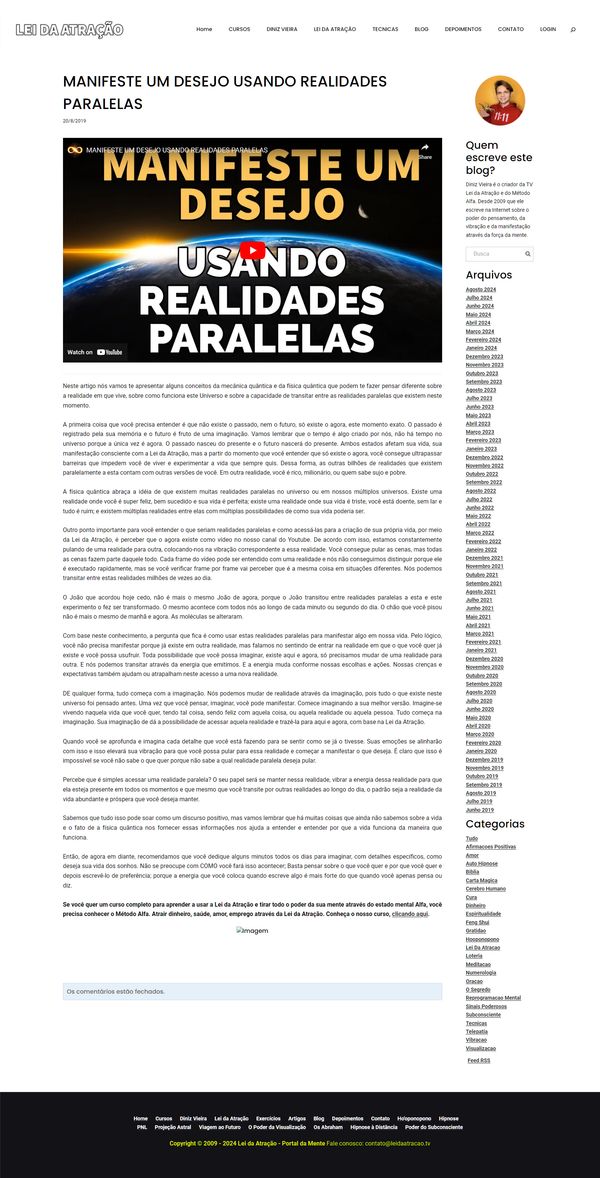 LEI DA ATRAÇÃO
Home CURSOS DINIZ VIEIRA LEI DA ATRAÇÃO TECNICAS BLOG DEPOIMENTOS CONTATO LOGIN
MANIFESTE UM DESEJO USANDO REALIDADES
PARALELAS
20/8/2019
MANIFESTE UM DESEJO USANDO REALIDADES PARALELAS
Share
MANIFESTE UM
DESEJO
USANDO
REALIDADES
PARALELAS
Watch on YouTube
Neste artigo nós vamos te apresentar alguns conceitos da mecânica quântica e da física quântica que podem te fazer pensar diferente sobre
a realidade em que vive, sobre como funciona este Universo e sobre a capacidade de transitar entre as realidades paralelas que existem neste
momento.
A primeira coisa que você precisa entender é que não existe o passado, nem o futuro, só existe o agora, este momento exato. O passado é
registrado pela sua memória e o futuro é fruto de uma imaginação. Vamos lembrar que o tempo é algo criado por nós, não há tempo no
universo porque a única vez é agora. O passado nasceu do presente e o futuro nascerá do presente. Ambos estados afetam sua vida, sua
manifestação consciente com a Lei da Atração, mas a partir do momento que você entender que só existe o agora, você consegue ultrapassar
barreiras que impedem você de viver e experimentar a vida que sempre quis. Dessa forma, as outras bilhões de realidades que existem
paralelamente a esta contam com outras versões de você. Em outra realidade, você é rico, milionário, ou quem sabe sujo e pobre.
A física quântica abraça a idéia de que existem muitas realidades paralelas no universo ou em nossos múltiplos universos. Existe uma
realidade onde você é super feliz, bem sucedido e sua vida é perfeita; existe uma realidade onde sua vida é triste, você está doente, sem lar e
tudo é ruim; e existem múltiplas realidades entre elas com múltiplas possibilidades de como sua vida poderia ser.
Outro ponto importante para você entender o que seriam realidades paralelas e como acessá-las para a criação de sua própria vida, por meio
da Lei da Atração, é perceber que o agora existe como vídeo no nosso canal do Youtube. De acordo com isso, estamos constantemente
pulando de uma realidade para outra, colocando-nos na vibração correspondente a essa realidade. Você consegue pular as cenas, mas todas
as cenas fazem parte daquele todo. Cada frame do vídeo pode ser entendido com uma realidade e nós não conseguimos distinguir porque ele
é executado rapidamente, mas se você verificar frame por frame vai perceber que é a mesma coisa em situações diferentes. Nós podemos
transitar entre estas realidades milhões de vezes ao dia.
O João que acordou hoje cedo, não é mais o mesmo João de agora, porque o João transitou entre realidades paralelas a esta e este
experimento o fez ser transformado. O mesmo acontece com todos nós ao longo de cada minuto ou segundo do dia. O chão que você pisou
não é mais o mesmo de manhã e agora. As moléculas se alteraram.
Com base neste conhecimento, a pergunta que fica é como usar estas realidades paralelas para manifestar algo em nossa vida. Pelo lógico,
você não precisa manifestar porque já existe em outra realidade, mas falamos no sentido de entrar na realidade em que o que você quer já
existe e você possa usufruir. Toda possibilidade que você possa imaginar, existe aqui e agora, só precisamos mudar de uma realidade para
outra. E nós podemos transitar através da energia que emitimos. E a energia muda conforme nossas escolhas e ações. Nossas crenças e
expectativas também ajudam ou atrapalham neste acesso a uma nova realidade.
DE qualquer forma, tudo começa com a imaginação. Nós podemos mudar de realidade através da imaginação, pois tudo o que existe neste
universo foi pensado antes. Uma vez que você pensar, imaginar, você pode manifestar. Comece imaginando a sua melhor versão. Imagine-se
vivendo naquela vida que você quer, tendo tal coisa, sendo feliz com aquela coisa, ou aquela realidade ou aquela pessoa. Tudo começa na
imaginação. Sua imaginação de dá a possibilidade de acessar aquela realidade e trazê-la para aqui e agora, com base na Lei da Atração.
Quando você se aprofunda e imagina cada detalhe que você está fazendo para se sentir como se já o tivesse. Suas emoções se alinharão
com isso e isso elevará sua vibração para que você possa pular para essa realidade e começar a manifestar o que deseja. É claro que isso é
impossível se você não sabe o que quer porque não sabe a qual realidade paralela deseja pular.
Percebe que é simples acessar uma realidade paralela? O seu papel será se manter nessa realidade, vibrar a energia dessa realidade para que
ela esteja presente em todos os momentos e que mesmo que você transite por outras realidades ao longo do dia, o padrão seja a realidade da
vida abundante e próspera que você deseja manter.
Sabemos que tudo isso pode soar como um discurso positivo, mas vamos lembrar que há muitas coisas que ainda não sabemos sobre a vida
e o fato de a física quântica nos fornecer essas informações nos ajuda a entender e entender por que a vida funciona da maneira que
funciona.
Então, de agora em diante, recomendamos que você dedique alguns minutos todos os dias para imaginar, com detalhes específicos, como
deseja sua vida dos sonhos. Não se preocupe com COMO você fará isso acontecer; Basta pensar sobre o que você quer e por que você quer e
depois escrevê-lo de preferência; porque a energia que você coloca quando escreve algo é mais forte do que quando você apenas pensa ou
diz.
Se você quer um curso completo para aprender a usar a Lei da Atração e tirar todo o poder da sua mente através do estado mental Alfa, você
precisa conhecer o Método Alfa. Atrair dinheiro, saúde, amor, emprego através da Lei da Atração. Conheça o nosso curso, clicando aqui.
Imagem
Os comentários estão fechados.
11:11
Quem
escreve este
blog?
Diniz Vieira é o criador da TV
Lei da Atração e do Método
Alfa. Desde 2009 que ele
escreve na Internet sobre o
poder do pensamento, da
vibração e da manifestação
através da força da mente.
Busca
Arquivos
Agosto 2024
Julho 2024
Junho 2024
Maio 2024
Abril 2024
Março 2024
Fevereiro 2024
Janeiro 2024
Dezembro 2023
Novembro 2023
Outubro 2023
Setembro 2023
Agosto 2023
Julho 2023
Junho 2023
Maio 2023
Abril 2023
Março 2023
Fevereiro 2023
Janeiro 2023
Dezembro 2022
Novembro 2022
Outubro 2022
Setembro 2022
Agosto 2022
Julho 2022
Junho 2022
Maio 2022
Abril 2022
Março 2022
Fevereiro 2022
Janeiro 2022
Dezembro 2021
Novembro 2021
Outubro 2021
Setembro 2021
Agosto 2021
Julho 2021
Junho 2021
Maio 2021
Abril 2021
Março 2021
Fevereiro 2021
Janeiro 2021
Dezembro 2020
Novembro 2020
Outubro 2020
Setembro 2020
Agosto 2020
Julho 2020
Junho 2020
Maio 2020
Abril 2020
Março 2020
Fevereiro 2020
Janeiro 2020
Dezembro 2019
Novembro 2019
Outubro 2019
Setembro 2019
Agosto 2019
Julho 2019
Junho 2019
Categorias
Tudo
Afirmacoes Positivas
Amor
Auto Hipnose
Biblia
Carta Magica
Cerebro Humano
Cura
Dinheiro
Espiritualidade
Feng Shui
Gratidao
Hooponopono
Lei Da Atracao
Loteria
Meditacao
Numerologia
Oracao
O Segredo
Reprogramacao Mental
Sinais Poderosos
Subconsciente
Tecnicas
Telepatia
Vibracao
Visualizacao
Feed RSS
Home Cursos Diniz Vieira Lei da Atração Exercícios Artigos Blog Depoimentos Contato Ho'oponopono Hipnose
PNL Projeção Astral Viagem ao Futuro O Poder da Visualização Os Abraham Hipnose à Distância Poder do Subconsciente
Copyright © 2009 - 2024 Lei da Atração - Portal da Mente Fale conosco: contato@leidaatracao.tv